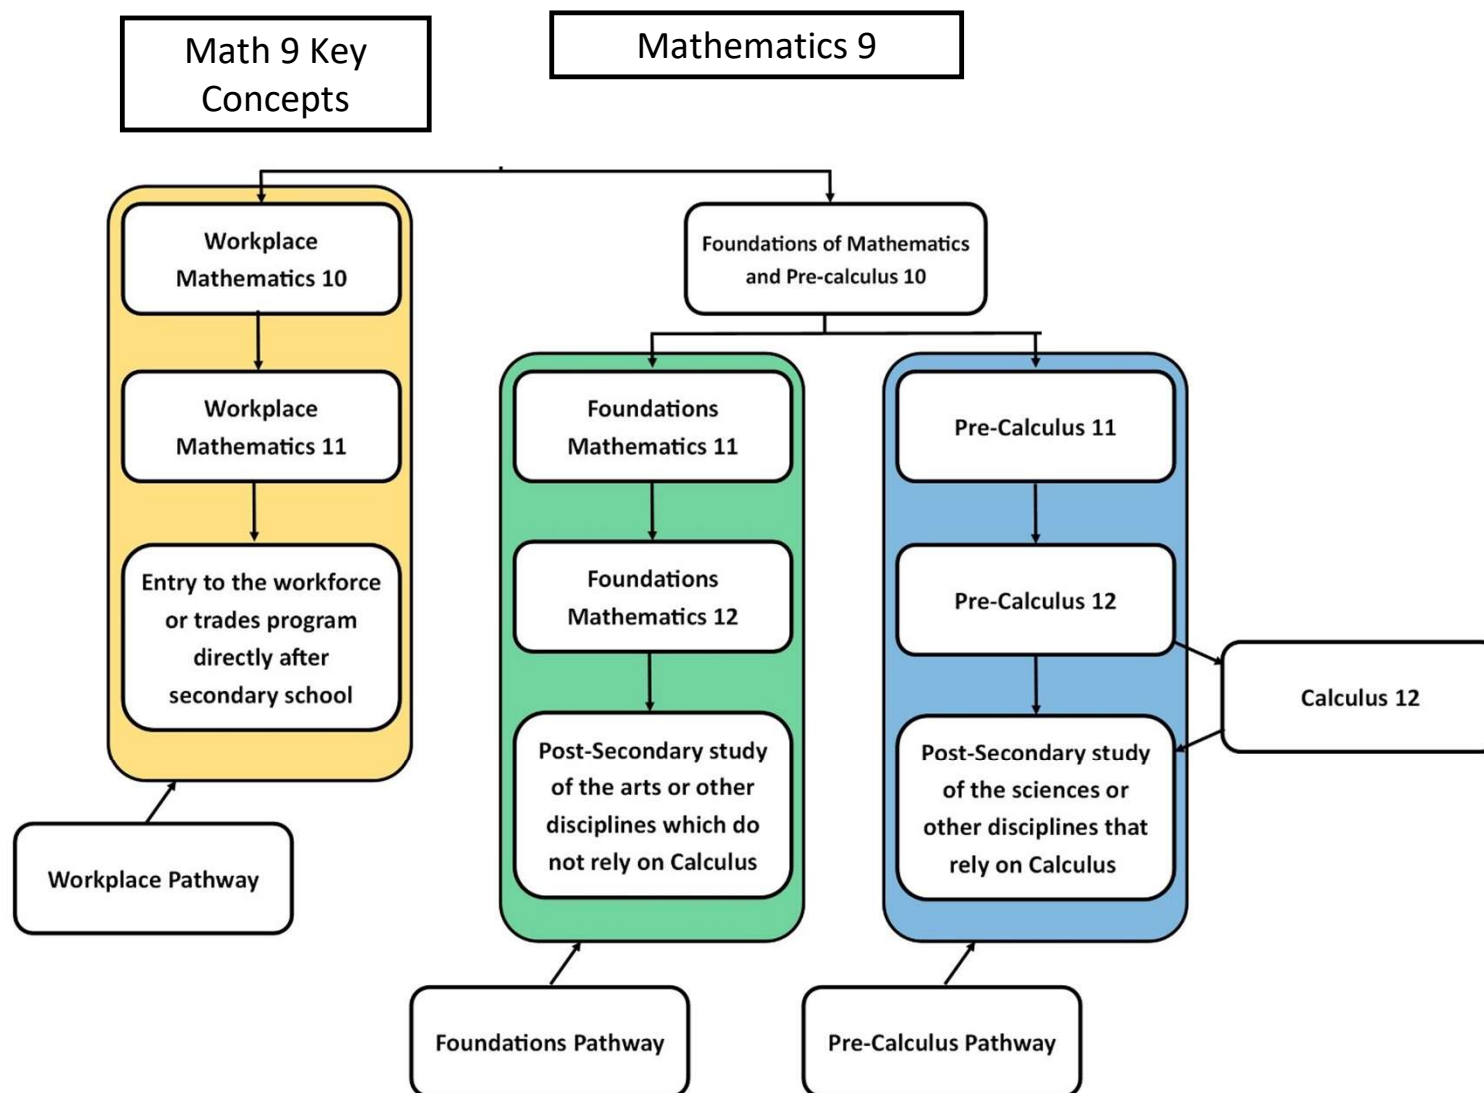 Math 9 Key
Concepts
Mathematics 9
Workplace
Mathematics 10
Foundations of Mathematics
and Pre-calculus 10
Workplace
Mathematics 11
Foundations
Mathematics 11
Pre-Calculus 11
Entry to the workforce
or trades program
directly after
secondary school
Foundations
Mathematics 12
Pre-Calculus 12
Calculus 12
Post-Secondary study
of the arts or other
disciplines which do
not rely on Calculus
Post-Secondary study
of the sciences or
other disciplines that
rely on Calculus
Workplace Pathway
Foundations Pathway
Pre-Calculus Pathway